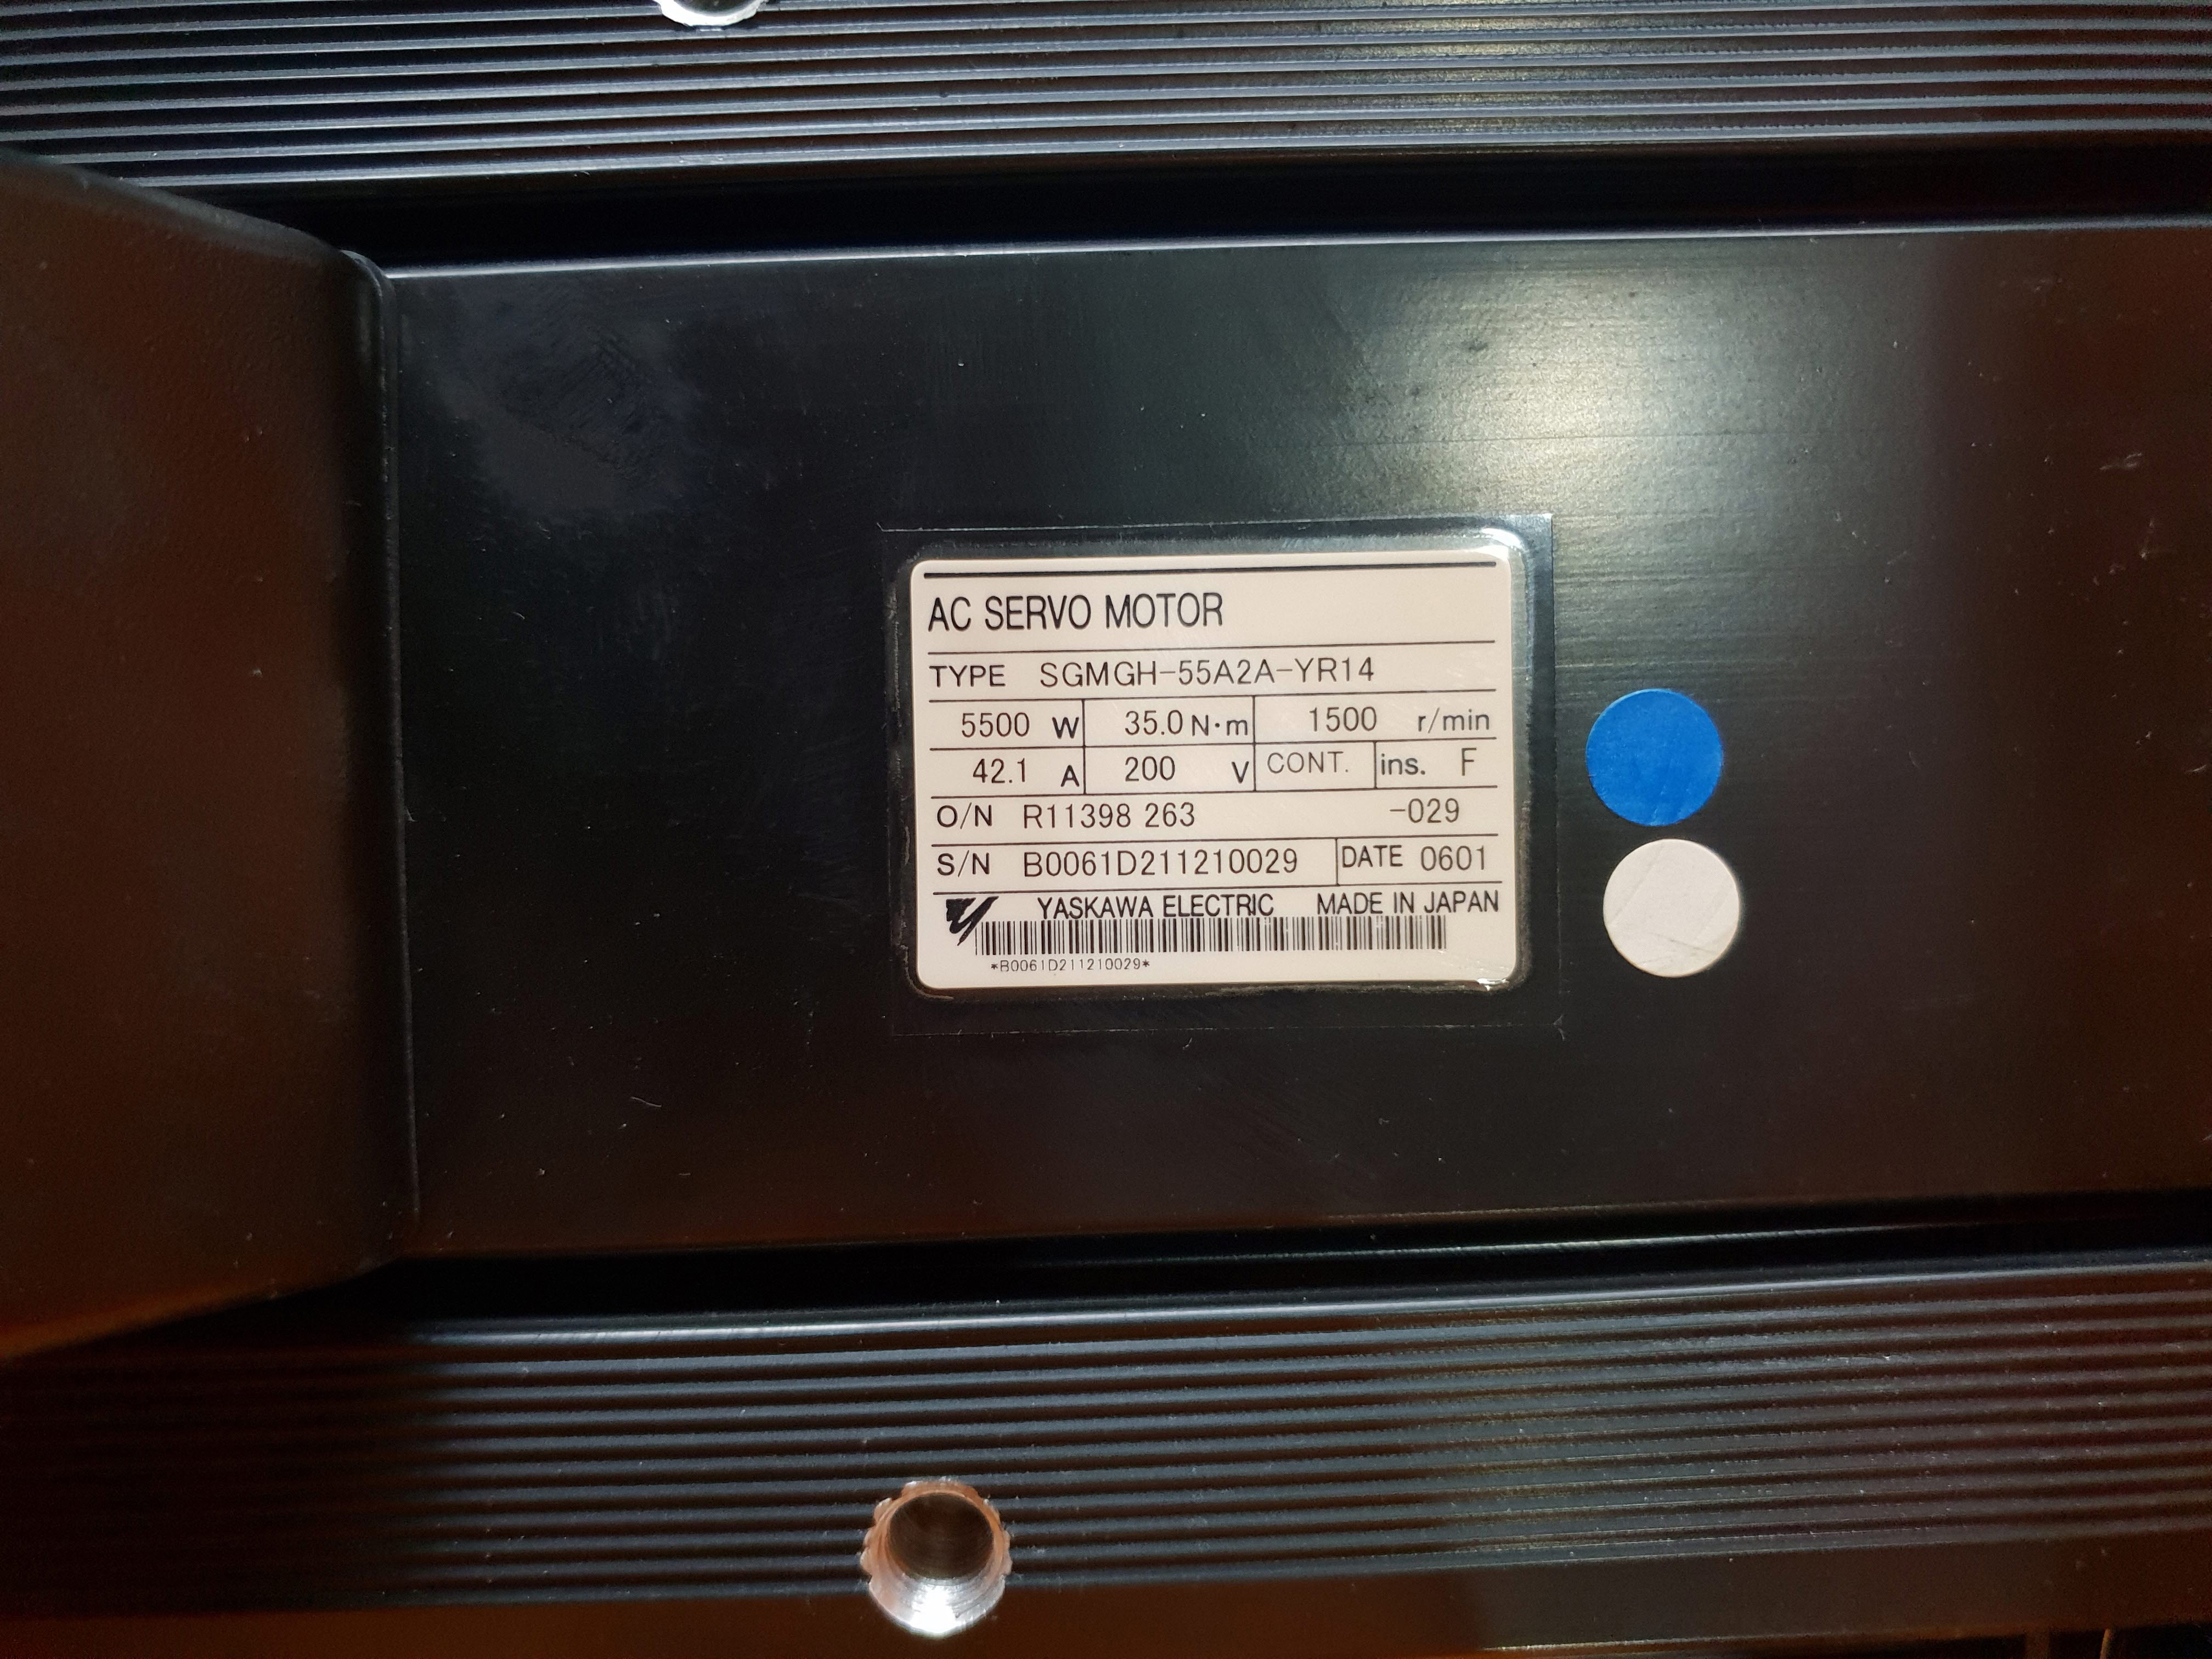 AC SERVO MOTOR
TYPE SGMGH-55A2A-YR14
5500 W 35.0 N·m 1500 r/min
42.1 A 200 V CONT. ins. F
O/N R11398 263 -029
S/N B0061D211210029 DATE 0601
YASKAWA ELECTRIC MADE IN JAPAN
*B0061D211210029*